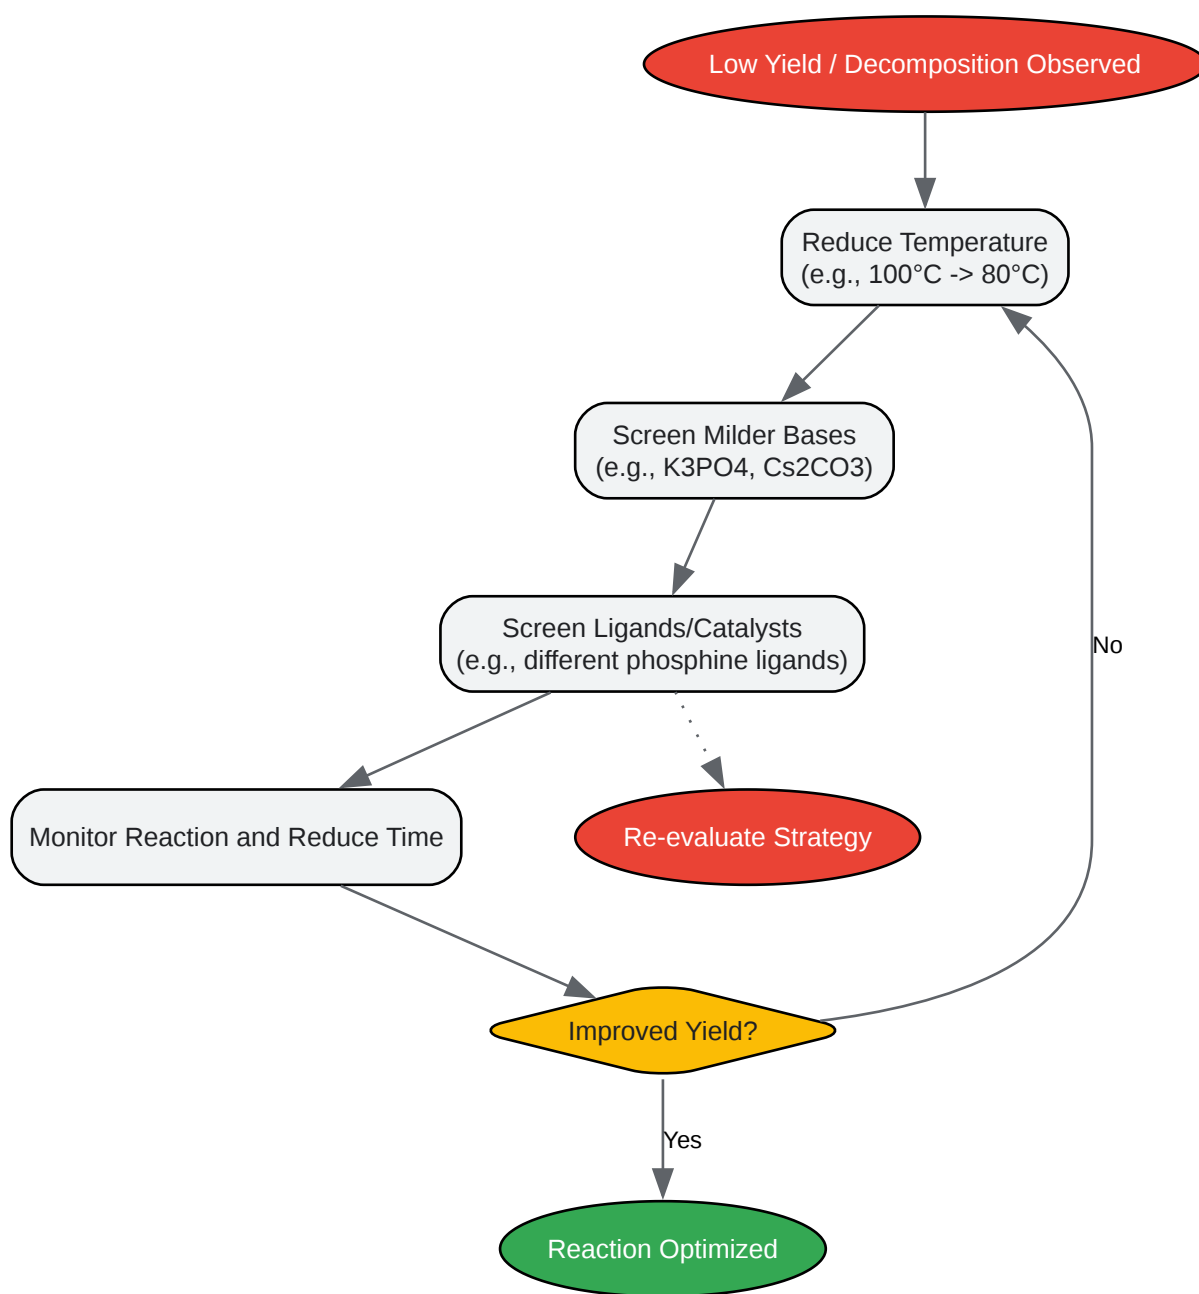 Low Yield / Decomposition Observed
Reduce Temperature
(e.g., 100°C -> 80°C)
Screen Milder Bases
(e.g., K3PO4, Cs2CO3)
Screen Ligands/Catalysts
(e.g., different phosphine ligands)
No
Monitor Reaction and Reduce Time
Re-evaluate Strategy
Improved Yield?
Yes
Reaction Optimized